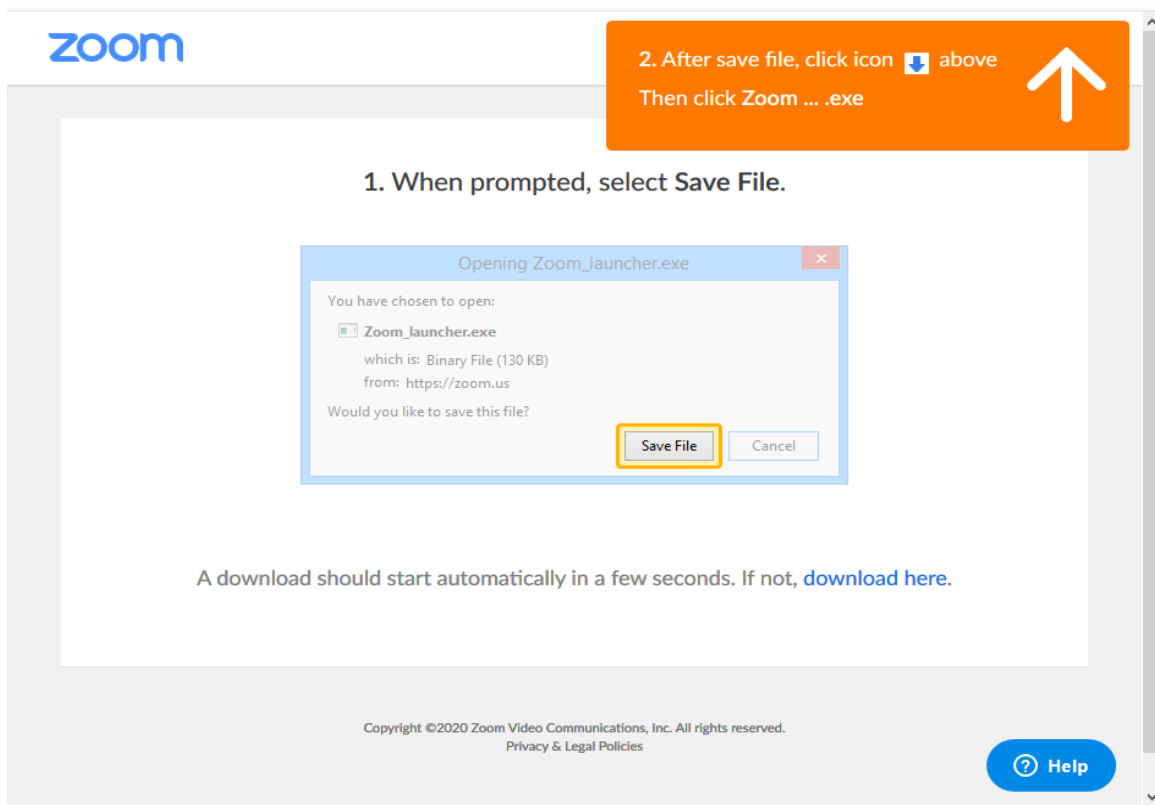 zoom
2. After save file, click icon above
Then click Zoom ... .exe
1. When prompted, select Save File.
Opening Zoom_launcher.exe
You have chosen to open:
Zoom_launcher.exe
which is: Binary File (130 KB)
from: https://zoom.us
Would you like to save this file?
Save File Cancel
A download should start automatically in a few seconds. If not, download here.
Copyright ©2020 Zoom Video Communications, Inc. All rights reserved.
Privacy & Legal Policies
Help